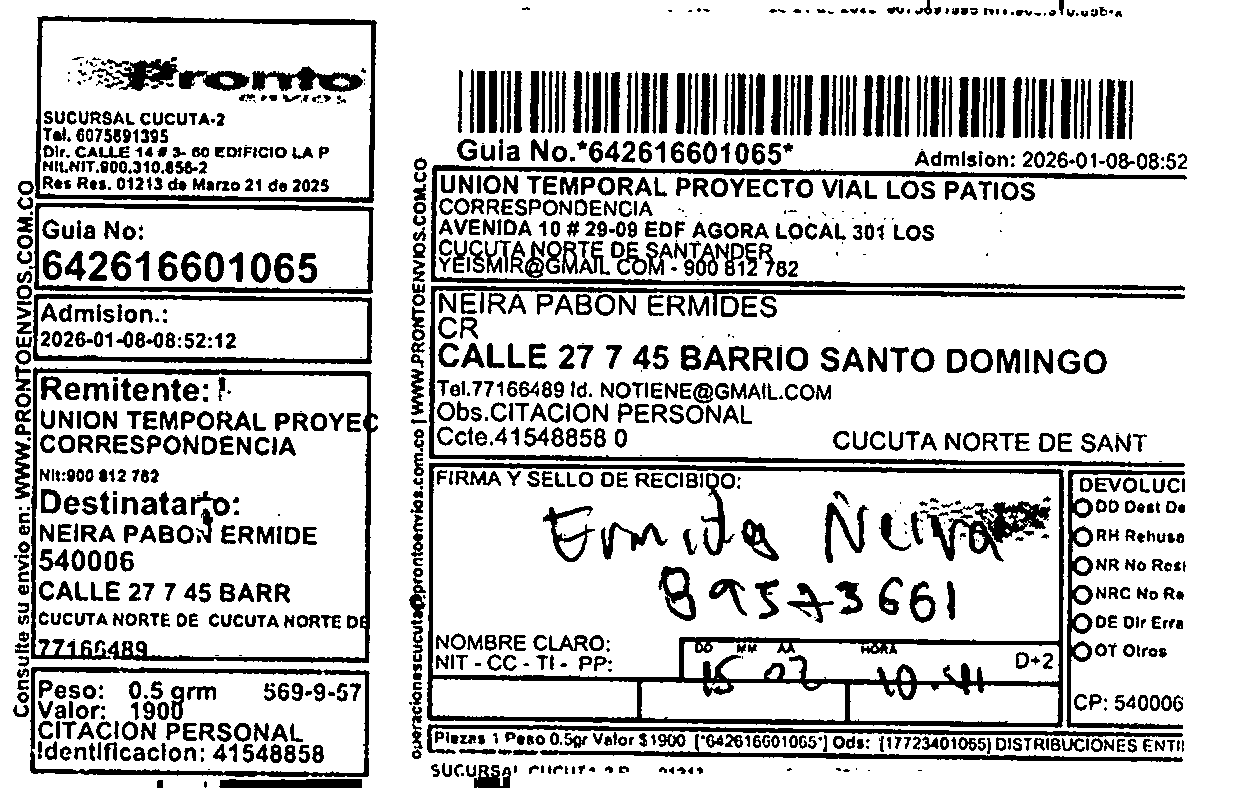 Pronto
envios
SUCURSAL CUCUTA-2
Tel. 6075891395
Dir. CALLE 14 # 3- 60 EDIFICIO LA P
Nit.NIT.900.310.856-2
Res Res. 01213 de Marzo 21 de 2025
Guia No:
642616601065
Admision.:
2026-01-08-08:52:12
Remitente:
UNION TEMPORAL PROYEC
CORRESPONDENCIA
Nit:900 812 782
Destinatario:
NEIRA PABON ERMIDE
540006
CALLE 27 7 45 BARR
CUCUTA NORTE DE CUCUTA NORTE DE
77166489
Peso: 0.5 grm 569-9-57
Valor: 1900
CITACION PERSONAL
Identificacion: 41548858
Consulte su envio en: WWW.PRONTOENVIOS.COM.CO
Guia No.*642616601065*
Admision: 2026-01-08-08:52
UNION TEMPORAL PROYECTO VIAL LOS PATIOS
CORRESPONDENCIA
AVENIDA 10 # 29-09 EDF AGORA LOCAL 301 LOS
CUCUTA NORTE DE SANTANDER
YEISMIR@GMAIL COM - 900 812 782
NEIRA PABON ERMIDES
CR
CALLE 27 7 45 BARRIO SANTO DOMINGO
Tel.77166489 Id. NOTIENE@GMAIL.COM
Obs.CITACION PERSONAL
Ccte.41548858 0 CUCUTA NORTE DE SANT
FIRMA Y SELLO DE RECIBIDO:
Ermides Neira
NOMBRE CLARO:
NIT - CC - TI - PP:
DD MM AA HORA D+2
15 02 10.41
DEVOLUCI
DD Dest De
RH Rehusa
NR No Resi
NRC No Re
DE Dir Erra
OT Otros
CP: 540006
Piezas 1 Peso 0.5gr Valor $1900 [*642616601065*] Ods: [17723401065] DISTRIBUCIONES ENTI
operacionescucuta@prontoenvios.com.co | WWW.PRONTOENVIOS.COM.CO